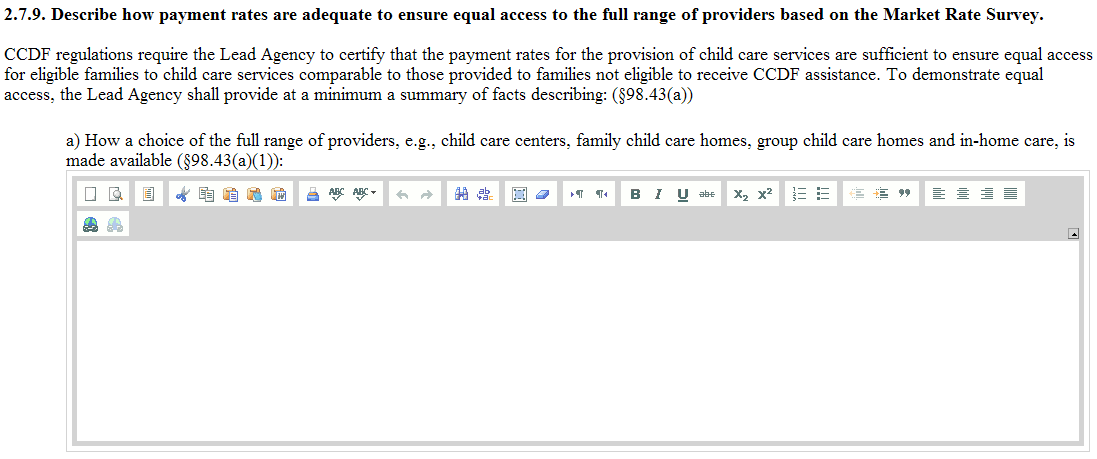 2.7.9. Describe how payment rates are adequate to ensure equal access to the full range of providers based on the Market Rate Survey.
CCDF regulations require the Lead Agency to certify that the payment rates for the provision of child care services are sufficient to ensure equal access
for eligible families to child care services comparable to those provided to families not eligible to receive CCDF assistance. To demonstrate equal
access, the Lead Agency shall provide at a minimum a summary of facts describing: (§98.43(a))
a) How a choice of the full range of providers, e.g., child care centers, family child care homes, group child care homes and in-home care, is
made available (§98.43(a)(1)):
ABC ABC B I U abc X₂ X²